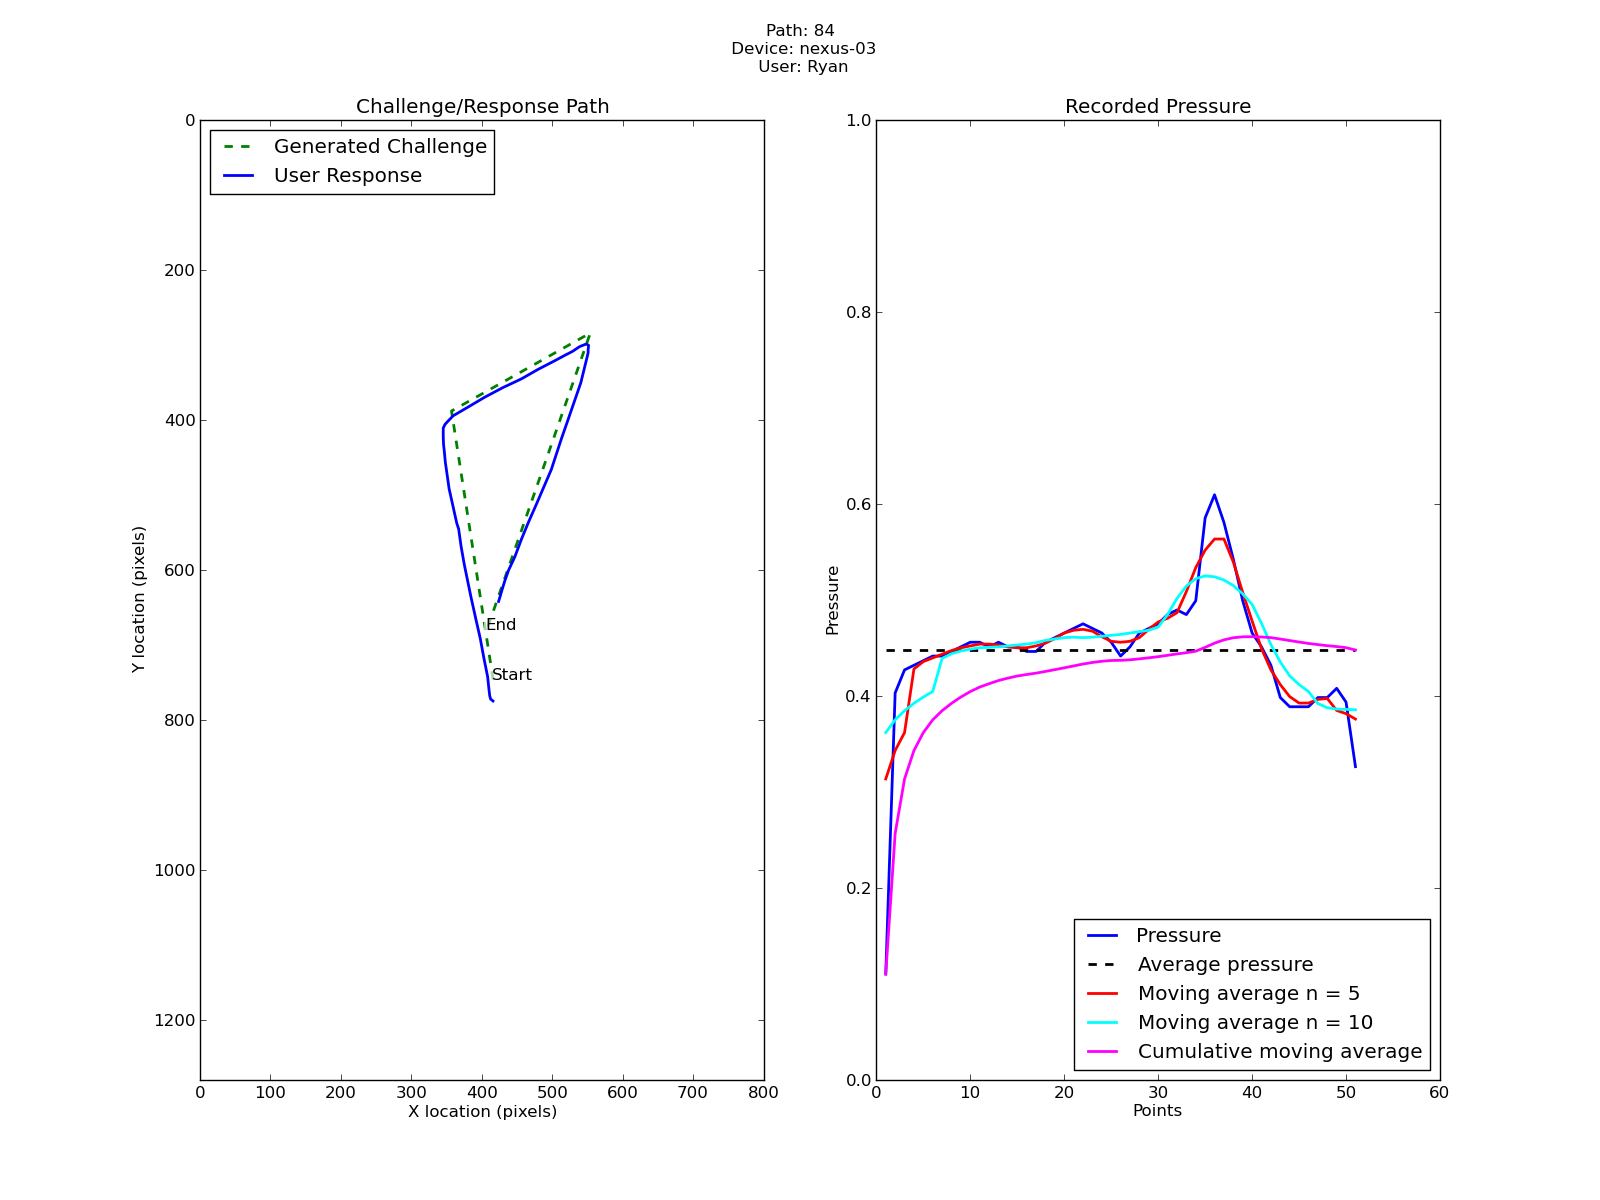 Path: 84
Device: nexus-03
User: Ryan
Challenge/Response Path
0
200
400
600
800
1000
1200
Y location (pixels)
Generated Challenge
User Response
End
Start
0 100 200 300 400 500 600 700 800
X location (pixels)
Recorded Pressure
1.0
0.8
0.6
0.4
0.2
0.0
Pressure
Pressure
Average pressure
Moving average n = 5
Moving average n = 10
Cumulative moving average
0 10 20 30 40 50 60
Points